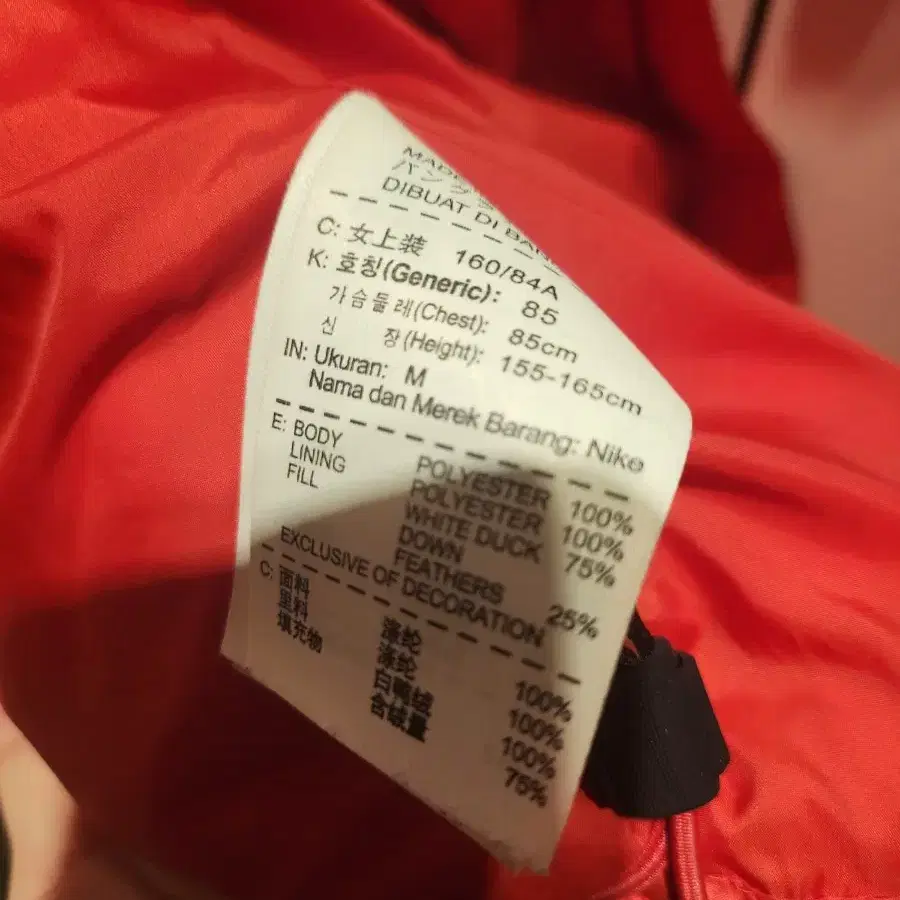 MADE
DIBUAT DI BAN
C: 女上装 160/84A
K: 호칭(Generic): 85
가슴둘레(Chest): 85cm
신 장(Height): 155-165cm
IN: Ukuran: M
Nama dan Merek Barang: Nike
E: BODY POLYESTER 100%
LINING POLYESTER 100%
FILL WHITE DUCK 75%
DOWN
FEATHERS 25%
EXCLUSIVE OF DECORATION
C: 面料 涤纶 100%
里料 涤纶 100%
填充物 白鸭绒 100%
含绒量 75%